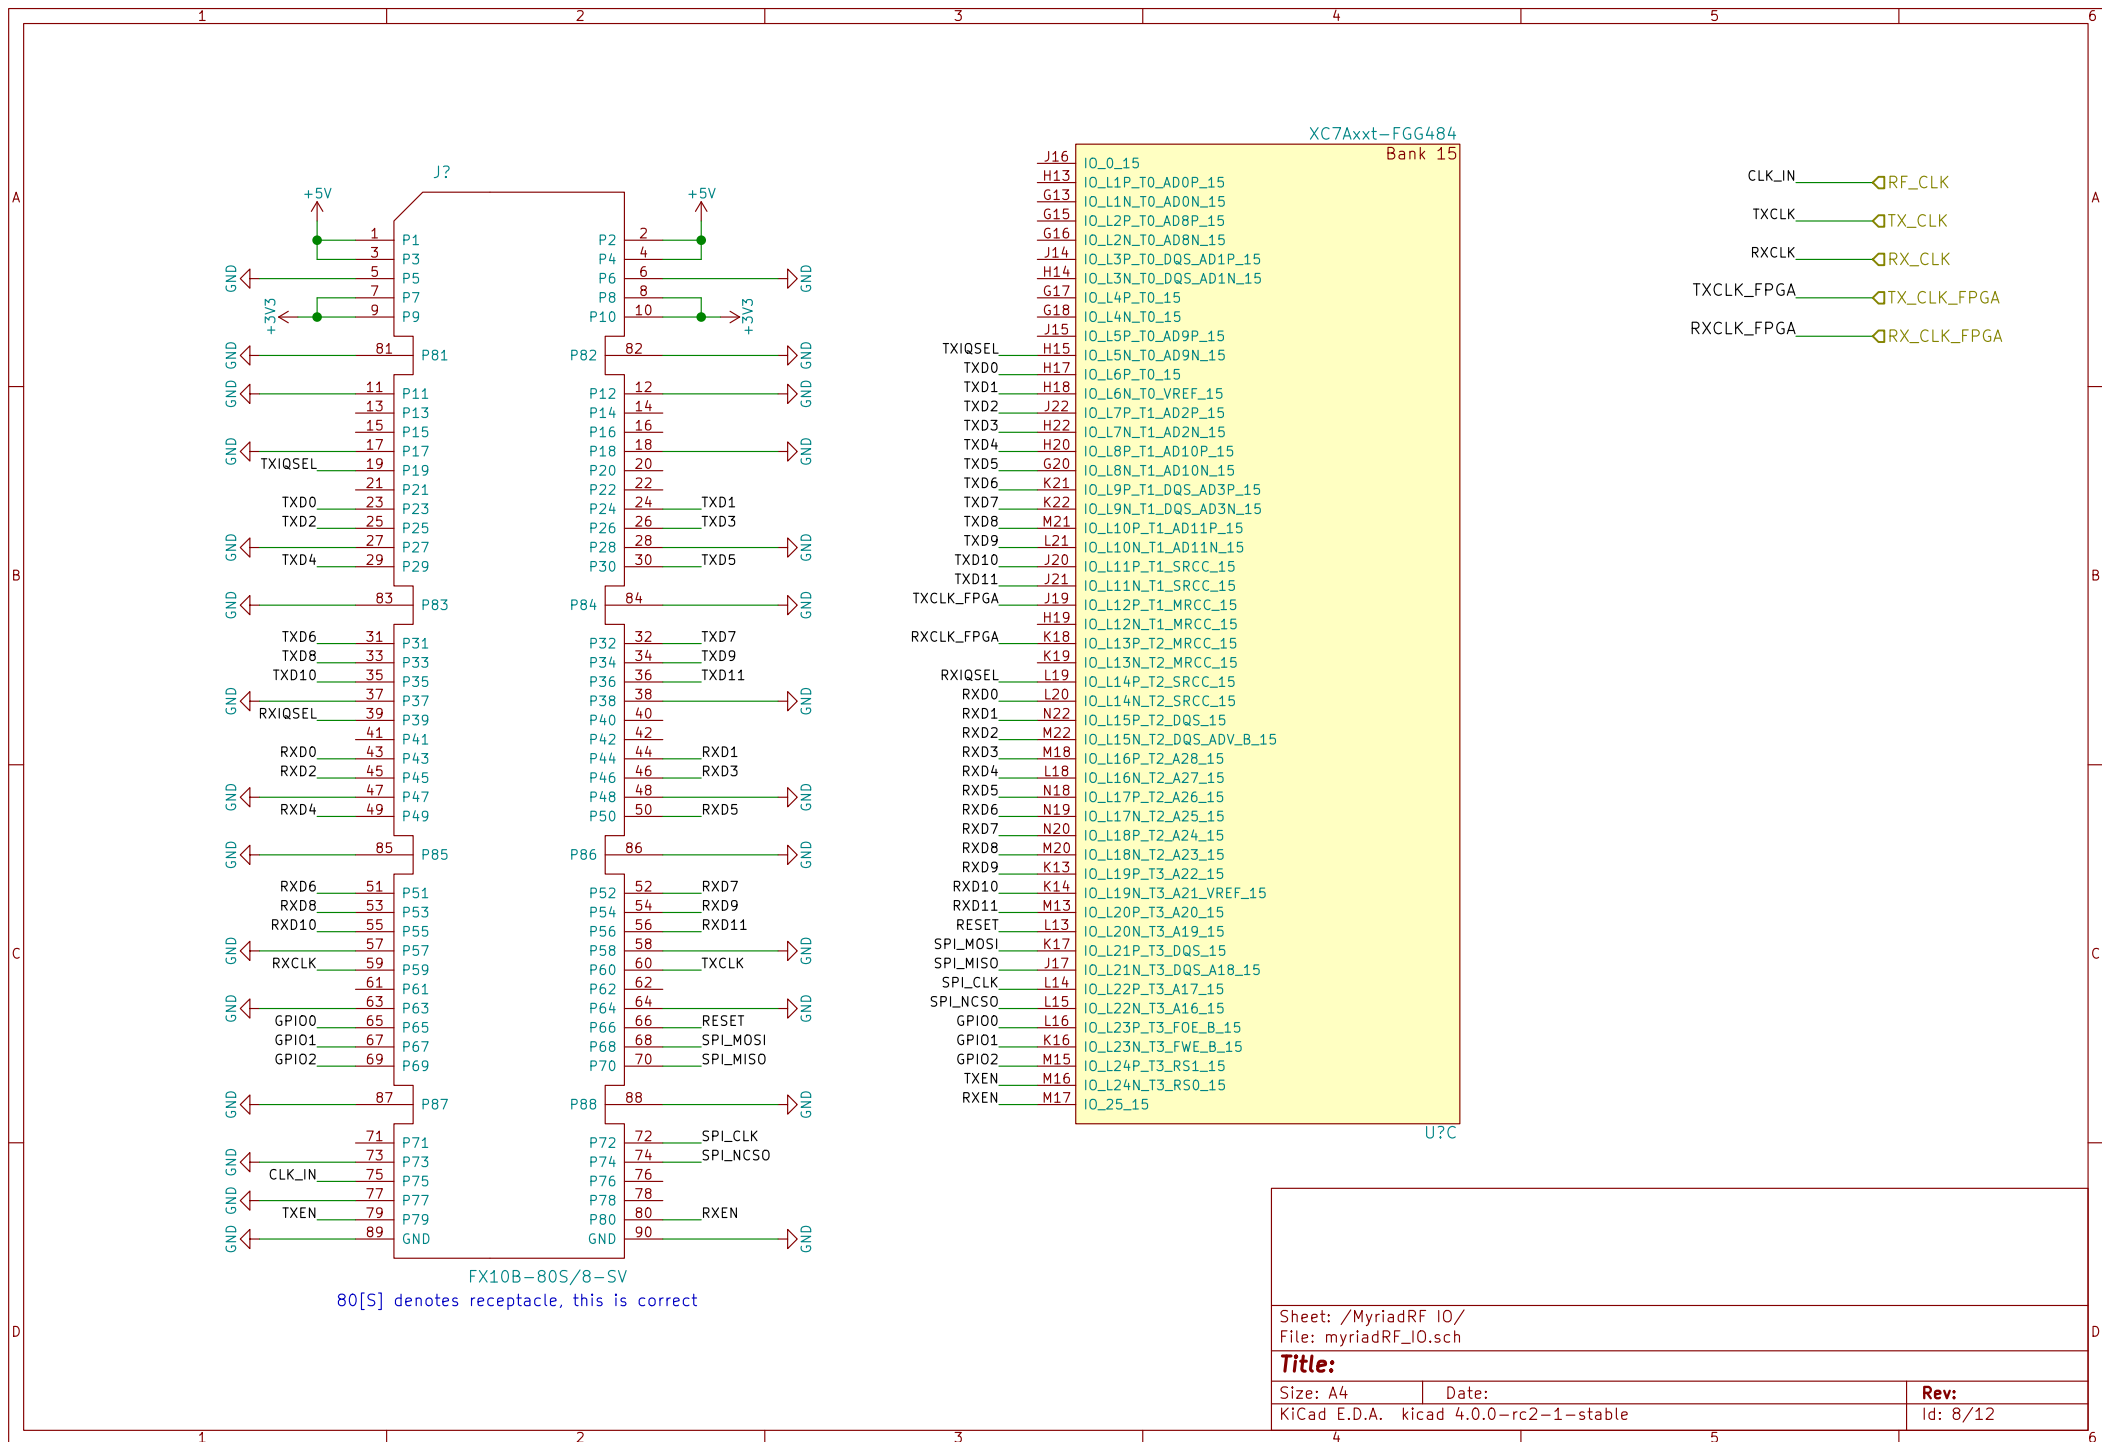 1 2 3 4 5 6
A A
B B
C C
D D
J?
+5V +5V
1 P1 P2 2
3 P3 P4 4
GND 5 P5 P6 6 GND
7 P7 P8 8
+3V3 9 P9 P10 10 +3V3
GND 81 P81 P82 82 GND
GND 11 P11 P12 12 GND
13 P13 P14 14
15 P15 P16 16
GND 17 P17 P18 18 GND
TXIQSEL 19 P19 P20 20
21 P21 P22 22
TXD0 23 P23 P24 24 TXD1
TXD2 25 P25 P26 26 TXD3
GND 27 P27 P28 28 GND
TXD4 29 P29 P30 30 TXD5
GND 83 P83 P84 84 GND
TXD6 31 P31 P32 32 TXD7
TXD8 33 P33 P34 34 TXD9
TXD10 35 P35 P36 36 TXD11
GND 37 P37 P38 38 GND
RXIQSEL 39 P39 P40 40
41 P41 P42 42
RXD0 43 P43 P44 44 RXD1
RXD2 45 P45 P46 46 RXD3
GND 47 P47 P48 48 GND
RXD4 49 P49 P50 50 RXD5
GND 85 P85 P86 86 GND
RXD6 51 P51 P52 52 RXD7
RXD8 53 P53 P54 54 RXD9
RXD10 55 P55 P56 56 RXD11
GND 57 P57 P58 58 GND
RXCLK 59 P59 P60 60 TXCLK
61 P61 P62 62
GND 63 P63 P64 64 GND
GPIO0 65 P65 P66 66 RESET
GPIO1 67 P67 P68 68 SPI_MOSI
GPIO2 69 P69 P70 70 SPI_MISO
GND 87 P87 P88 88 GND
71 P71 P72 72 SPI_CLK
GND 73 P73 P74 74 SPI_NCSO
CLK_IN 75 P75 P76 76
GND 77 P77 P78 78
TXEN 79 P79 P80 80 RXEN
GND 89 GND GND 90 GND
FX10B-80S/8-SV
80[S] denotes receptacle, this is correct
XC7Axxt-FGG484
Bank 15
J16 IO_0_15
H13 IO_L1P_T0_AD0P_15
G13 IO_L1N_T0_AD0N_15
G15 IO_L2P_T0_AD8P_15
G16 IO_L2N_T0_AD8N_15
J14 IO_L3P_T0_DQS_AD1P_15
H14 IO_L3N_T0_DQS_AD1N_15
G17 IO_L4P_T0_15
G18 IO_L4N_T0_15
J15 IO_L5P_T0_AD9P_15
TXIQSEL H15 IO_L5N_T0_AD9N_15
TXD0 H17 IO_L6P_T0_15
TXD1 H18 IO_L6N_T0_VREF_15
TXD2 J22 IO_L7P_T1_AD2P_15
TXD3 H22 IO_L7N_T1_AD2N_15
TXD4 H20 IO_L8P_T1_AD10P_15
TXD5 G20 IO_L8N_T1_AD10N_15
TXD6 K21 IO_L9P_T1_DQS_AD3P_15
TXD7 K22 IO_L9N_T1_DQS_AD3N_15
TXD8 M21 IO_L10P_T1_AD11P_15
TXD9 L21 IO_L10N_T1_AD11N_15
TXD10 J20 IO_L11P_T1_SRCC_15
TXD11 J21 IO_L11N_T1_SRCC_15
TXCLK_FPGA J19 IO_L12P_T1_MRCC_15
H19 IO_L12N_T1_MRCC_15
RXCLK_FPGA K18 IO_L13P_T2_MRCC_15
K19 IO_L13N_T2_MRCC_15
RXIQSEL L19 IO_L14P_T2_SRCC_15
RXD0 L20 IO_L14N_T2_SRCC_15
RXD1 N22 IO_L15P_T2_DQS_15
RXD2 M22 IO_L15N_T2_DQS_ADV_B_15
RXD3 M18 IO_L16P_T2_A28_15
RXD4 L18 IO_L16N_T2_A27_15
RXD5 N18 IO_L17P_T2_A26_15
RXD6 N19 IO_L17N_T2_A25_15
RXD7 N20 IO_L18P_T2_A24_15
RXD8 M20 IO_L18N_T2_A23_15
RXD9 K13 IO_L19P_T3_A22_15
RXD10 K14 IO_L19N_T3_A21_VREF_15
RXD11 M13 IO_L20P_T3_A20_15
RESET L13 IO_L20N_T3_A19_15
SPI_MOSI K17 IO_L21P_T3_DQS_15
SPI_MISO J17 IO_L21N_T3_DQS_A18_15
SPI_CLK L14 IO_L22P_T3_A17_15
SPI_NCSO L15 IO_L22N_T3_A16_15
GPIO0 L16 IO_L23P_T3_FOE_B_15
GPIO1 K16 IO_L23N_T3_FWE_B_15
GPIO2 M15 IO_L24P_T3_RS1_15
TXEN M16 IO_L24N_T3_RS0_15
RXEN M17 IO_25_15
U?C
CLK_IN RF_CLK
TXCLK TX_CLK
RXCLK RX_CLK
TXCLK_FPGA TX_CLK_FPGA
RXCLK_FPGA RX_CLK_FPGA
Sheet: /MyriadRF IO/
File: myriadRF_IO.sch
Title:
Size: A4 Date: Rev:
KiCad E.D.A. kicad 4.0.0-rc2-1-stable Id: 8/12
1 2 3 4 5 6